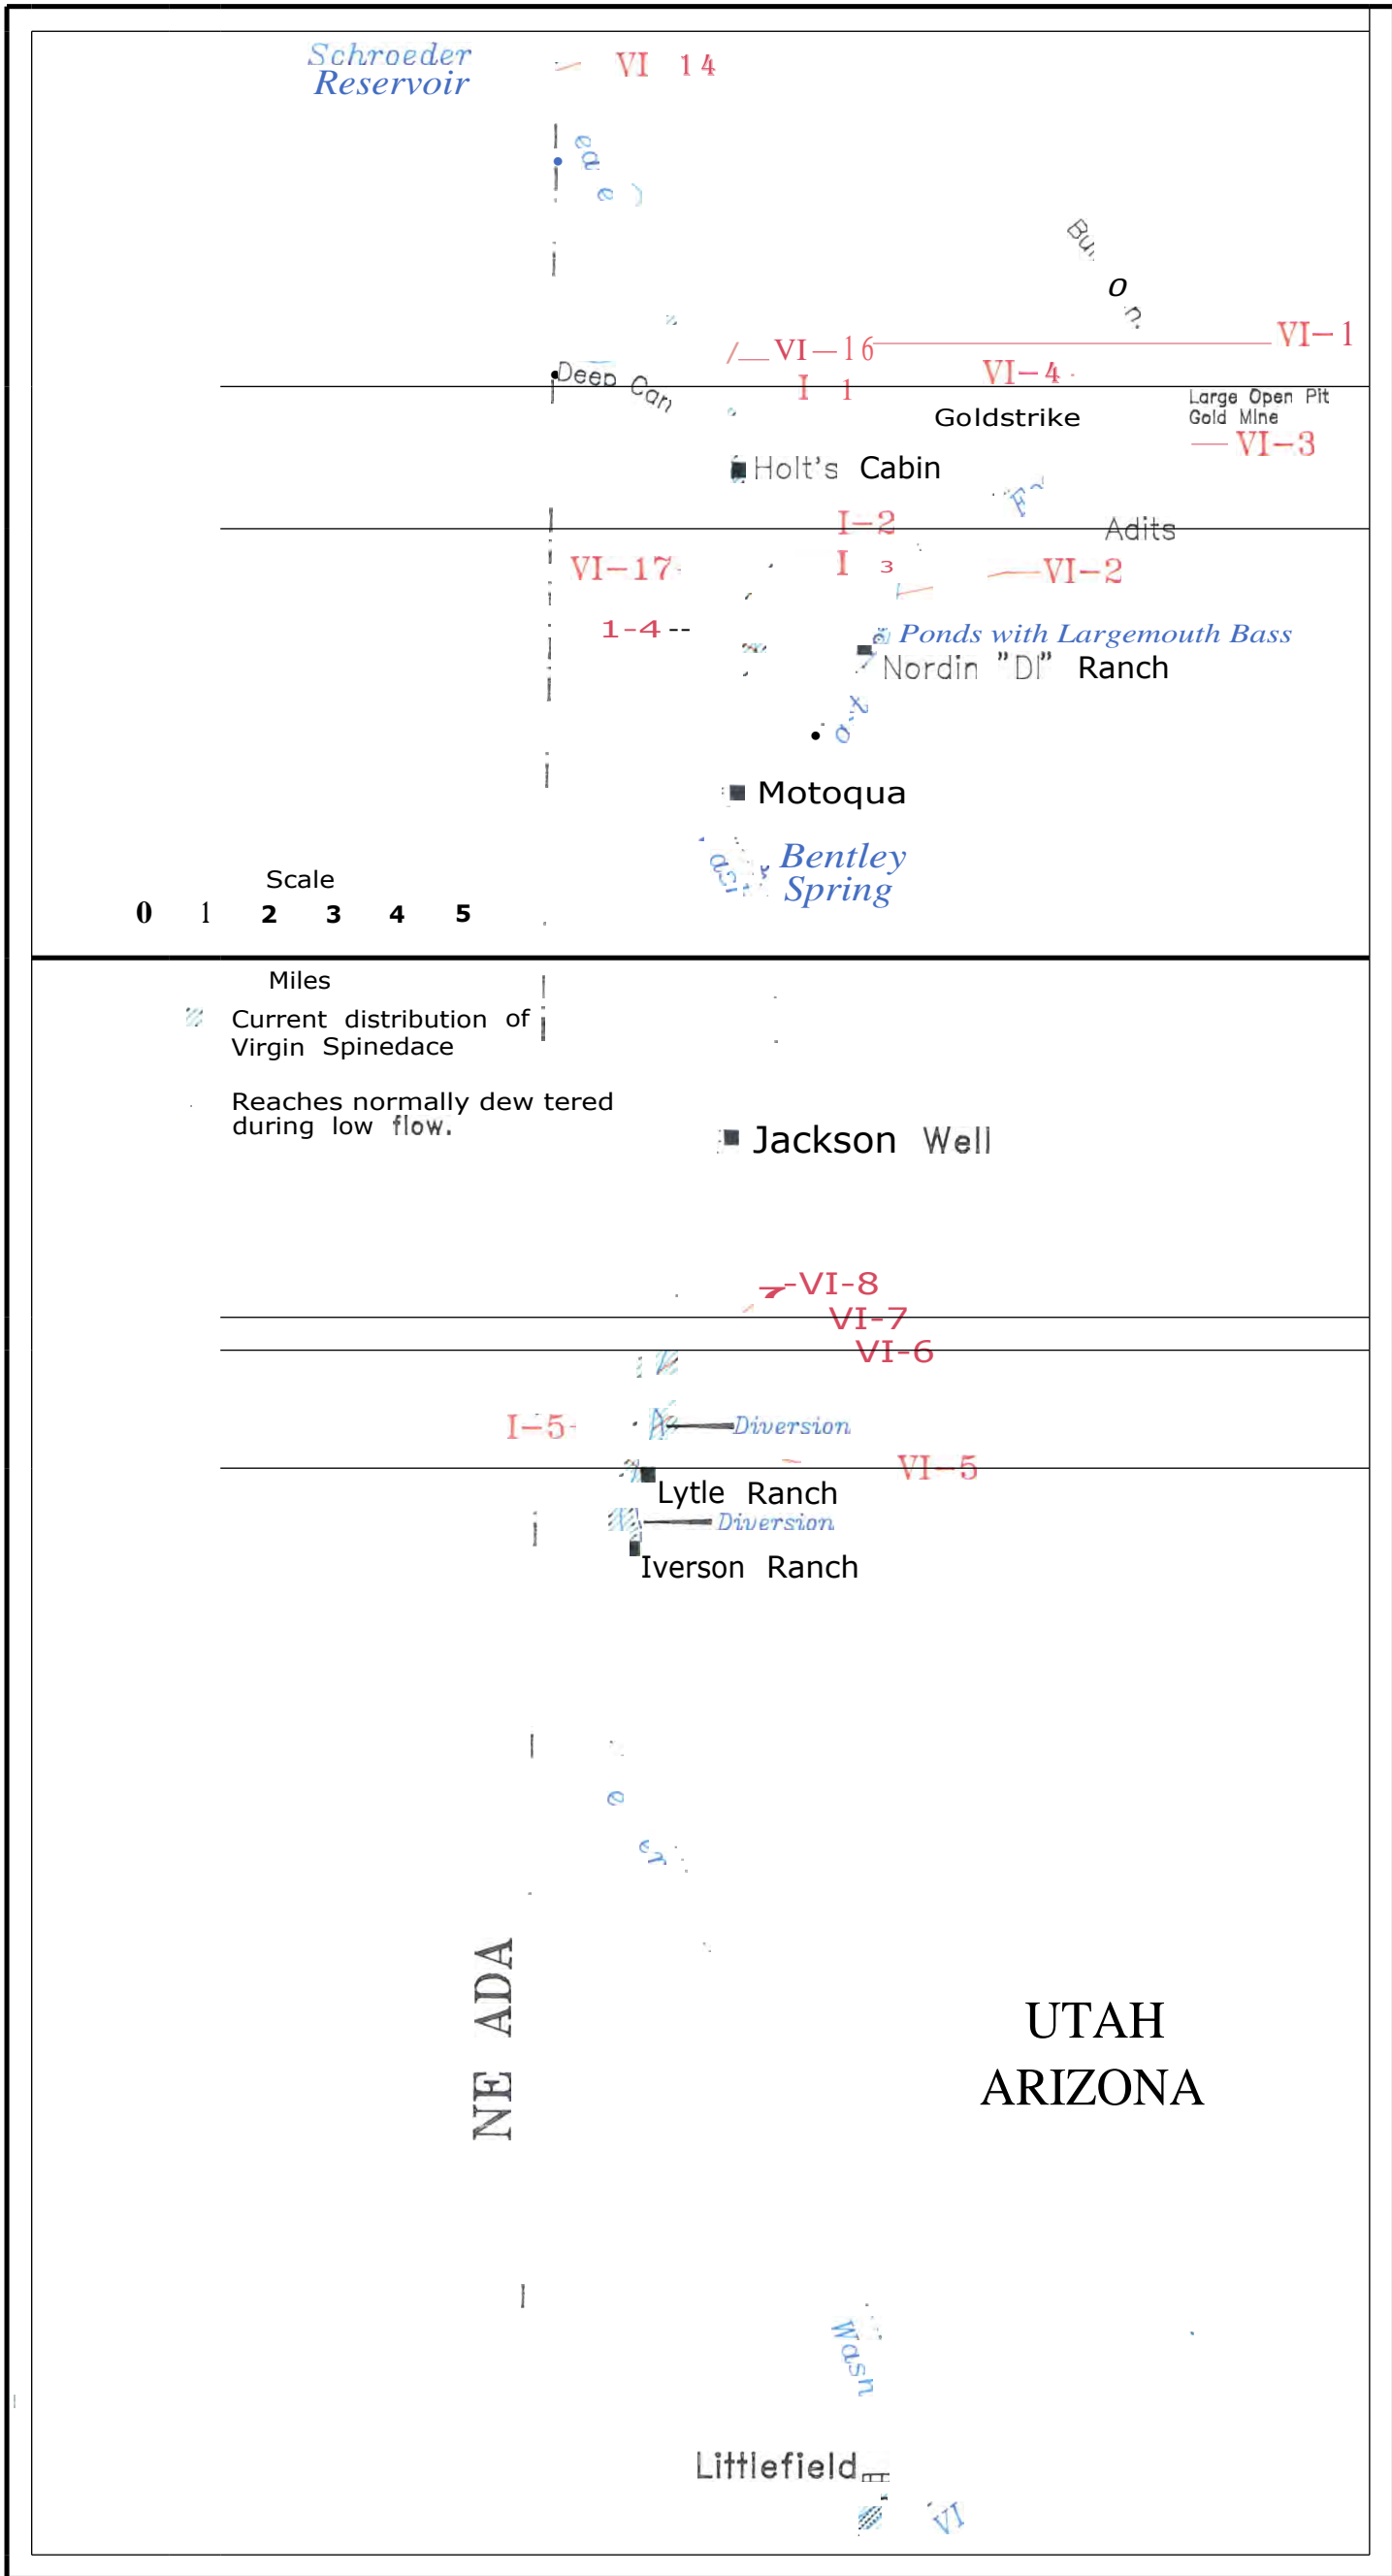 Schroeder
Reservoir
VI 14
VI-16
VI-1
I 1
VI-4
Deep Can
Large Open Pit
Gold Mine
Goldstrike
VI-3
Holt's Cabin
I-2
Adits
VI-17
I 3
VI-2
1-4 --
Ponds with Largemouth Bass
Nordin "DI" Ranch
Motoqua
Bentley
Spring
Scale
0 1 2 3 4 5
Miles
Current distribution of
Virgin Spinedace
Reaches normally dew tered
during low flow.
Jackson Well
-VI-8
VI-7
VI-6
I-5
Diversion
VI-5
Lytle Ranch
Diversion
Iverson Ranch
NE ADA
UTAH
ARIZONA
Wash
Littlefield
VI